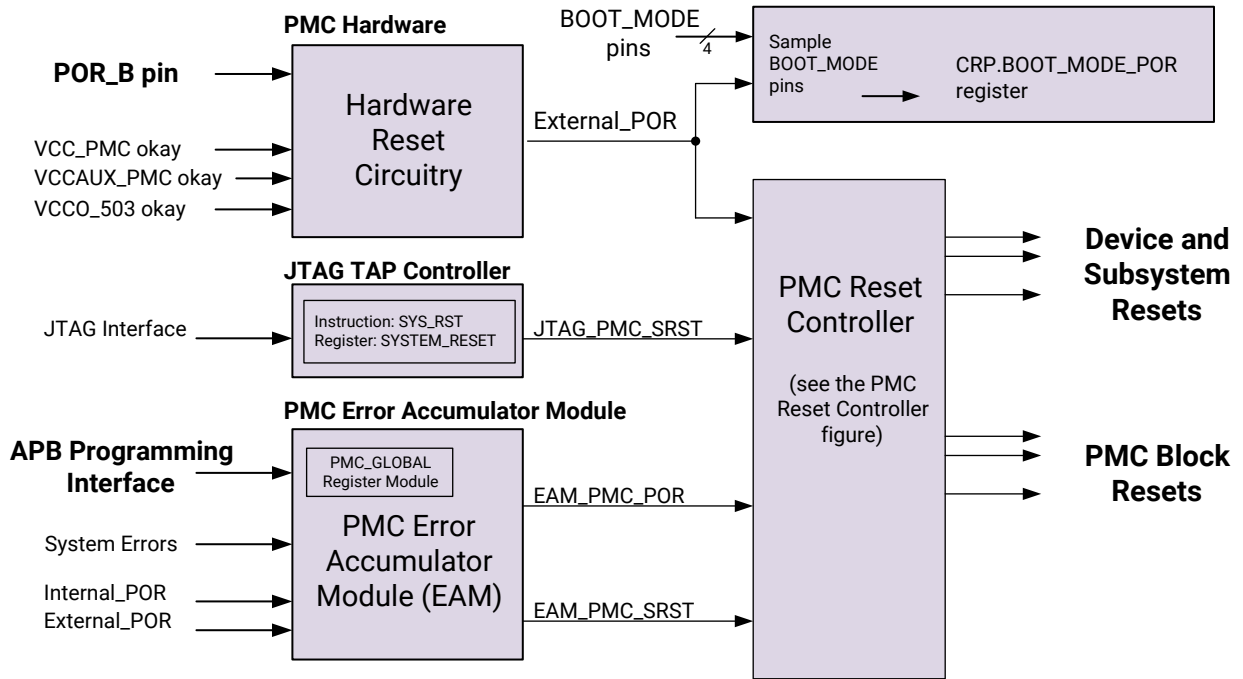 PMC Hardware
POR_B pin
Hardware
Reset
Circuitry
VCC_PMC okay
VCCAUX_PMC okay
VCCO_503 okay
External_POR
BOOT_MODE
pins
4
Sample
BOOT_MODE
pins
CRP.BOOT_MODE_POR
register
JTAG TAP Controller
JTAG Interface
Instruction: SYS_RST
Register: SYSTEM_RESET
JTAG_PMC_SRST
PMC Error Accumulator Module
APB Programming
Interface
PMC_GLOBAL
Register Module
PMC Error
Accumulator
Module (EAM)
System Errors
Internal_POR
External_POR
EAM_PMC_POR
EAM_PMC_SRST
PMC Reset
Controller
(see the PMC
Reset Controller
figure)
Device and
Subsystem
Resets
PMC Block
Resets